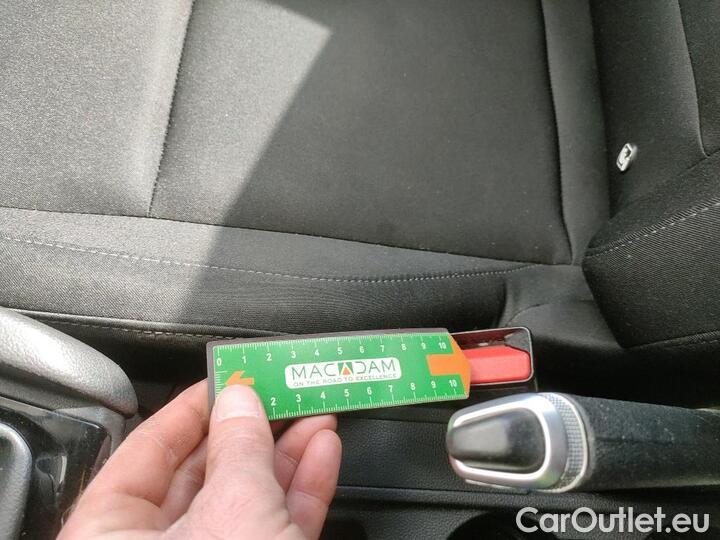 0 1 2 3 4 5 6 7 8 9 10
MACADAM
ON THE ROAD TO EXCELLENCE
2 3 4 5 6 7 8 9 10
CarOutlet.eu